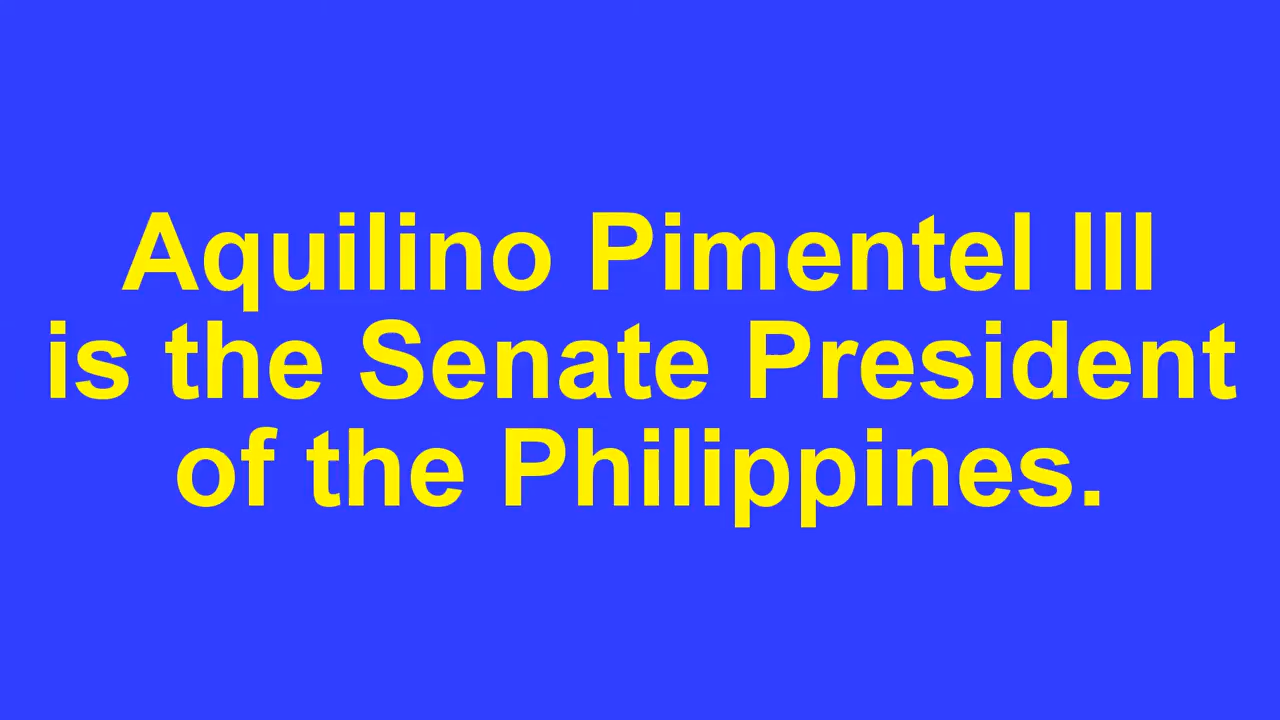 Aquilino Pimentel III
is the Senate President
of the Philippines.